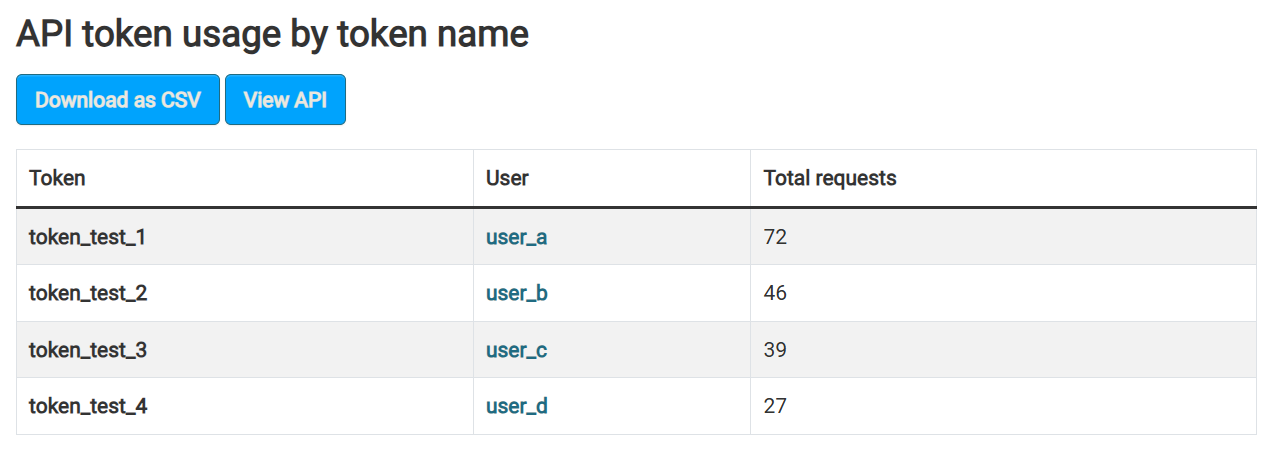 API token usage by token name
Download as CSV View API
Token User Total requests
token_test_1 user_a 72
token_test_2 user_b 46
token_test_3 user_c 39
token_test_4 user_d 27